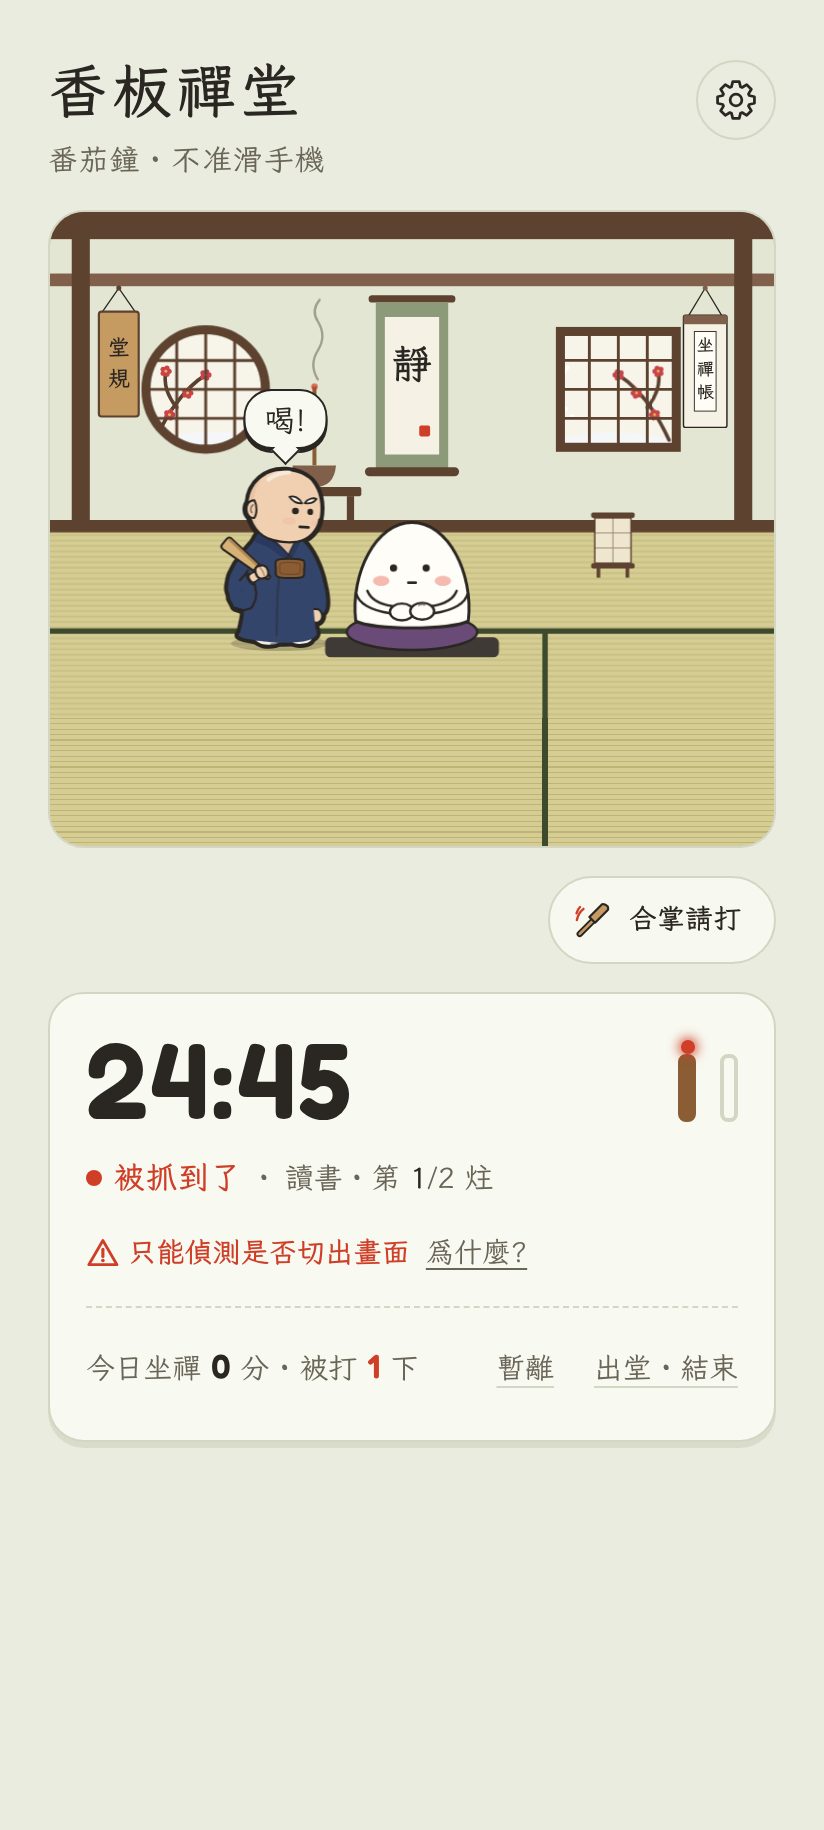 香板禪堂
番茄鐘・不准滑手機
堂規
喝!
靜
坐禪帳
合掌請打
24:45
被抓到了・讀書・第 1/2 炷
只能偵測是否切出畫面 為什麼?
今日坐禪 0 分・被打 1 下 暫離 出堂・結束